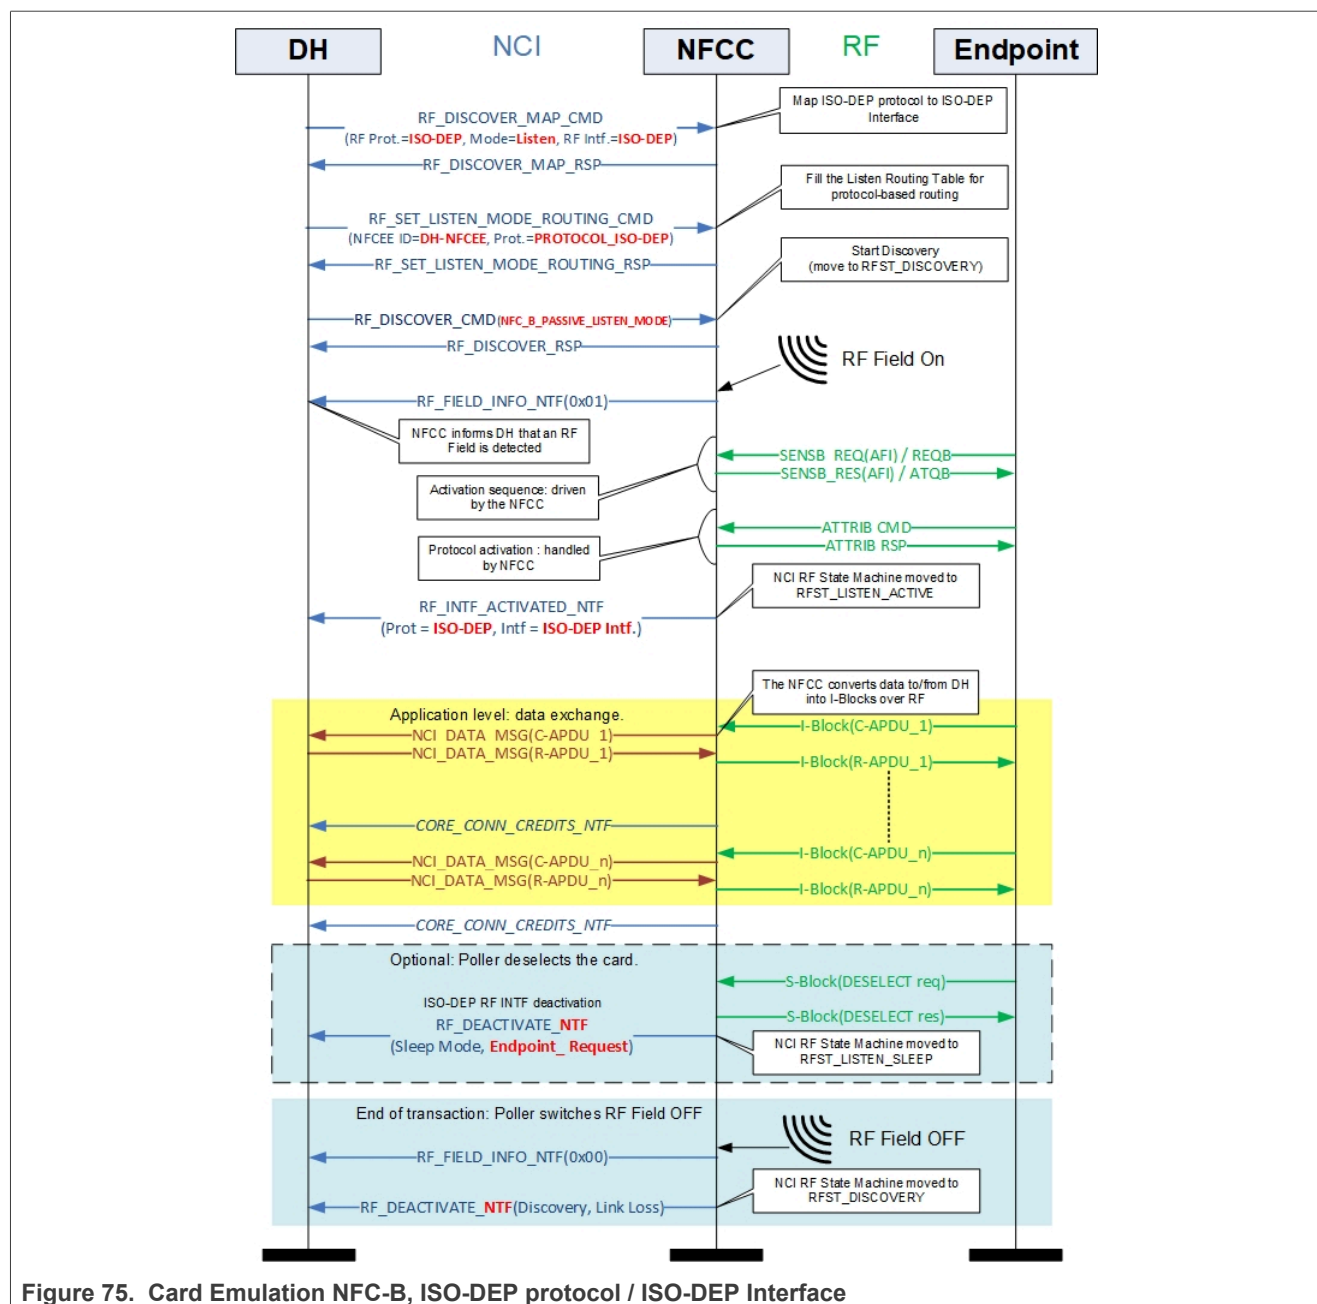 DH
NCI
NFCC
RF
Endpoint
Map ISO-DEP protocol to ISO-DEP
Interface
RF_DISCOVER_MAP_CMD
(RF Prot.=ISO-DEP, Mode=Listen, RF Intf.=ISO-DEP)
RF_DISCOVER_MAP_RSP
Fill the Listen Routing Table for
protocol-based routing
RF_SET_LISTEN_MODE_ROUTING_CMD
(NFCEE ID=DH-NFCEE, Prot.=PROTOCOL_ISO-DEP)
RF_SET_LISTEN_MODE_ROUTING_RSP
Start Discovery
(move to RFST_DISCOVERY)
RF_DISCOVER_CMD(NFC_B_PASSIVE_LISTEN_MODE)
RF_DISCOVER_RSP
RF Field On
RF_FIELD_INFO_NTF(0x01)
NFCC informs DH that an RF
Field is detected
SENSB_REQ(AFI) / REQB
SENSB_RES(AFI) / ATQB
Activation sequence: driven
by the NFCC
ATTRIB CMD
ATTRIB RSP
Protocol activation : handled
by NFCC
NCI RF State Machine moved to
RFST_LISTEN_ACTIVE
RF_INTF_ACTIVATED_NTF
(Prot = ISO-DEP, Intf = ISO-DEP Intf.)
The NFCC converts data to/from DH
into I-Blocks over RF
Application level: data exchange.
I-Block(C-APDU_1)
NCI_DATA_MSG(C-APDU_1)
NCI_DATA_MSG(R-APDU_1)
I-Block(R-APDU_1)
CORE_CONN_CREDITS_NTF
I-Block(C-APDU_n)
NCI_DATA_MSG(C-APDU_n)
NCI_DATA_MSG(R-APDU_n)
I-Block(R-APDU_n)
CORE_CONN_CREDITS_NTF
Optional: Poller deselects the card.
S-Block(DESELECT req)
ISO-DEP RF INTF deactivation
S-Block(DESELECT res)
RF_DEACTIVATE_NTF
(Sleep Mode, Endpoint_ Request)
NCI RF State Machine moved to
RFST_LISTEN_SLEEP
End of transaction: Poller switches RF Field OFF
RF Field OFF
RF_FIELD_INFO_NTF(0x00)
NCI RF State Machine moved to
RFST_DISCOVERY
RF_DEACTIVATE_NTF(Discovery, Link Loss)
Figure 75. Card Emulation NFC-B, ISO-DEP protocol / ISO-DEP Interface